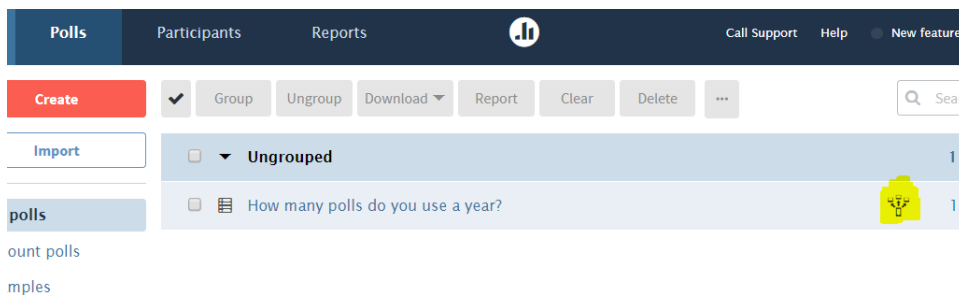 Polls Participants Reports Call Support Help New feature
Create Group Ungroup Download Report Clear Delete ... Sea
Import Ungrouped 1
How many polls do you use a year? 1
polls
ount polls
mples